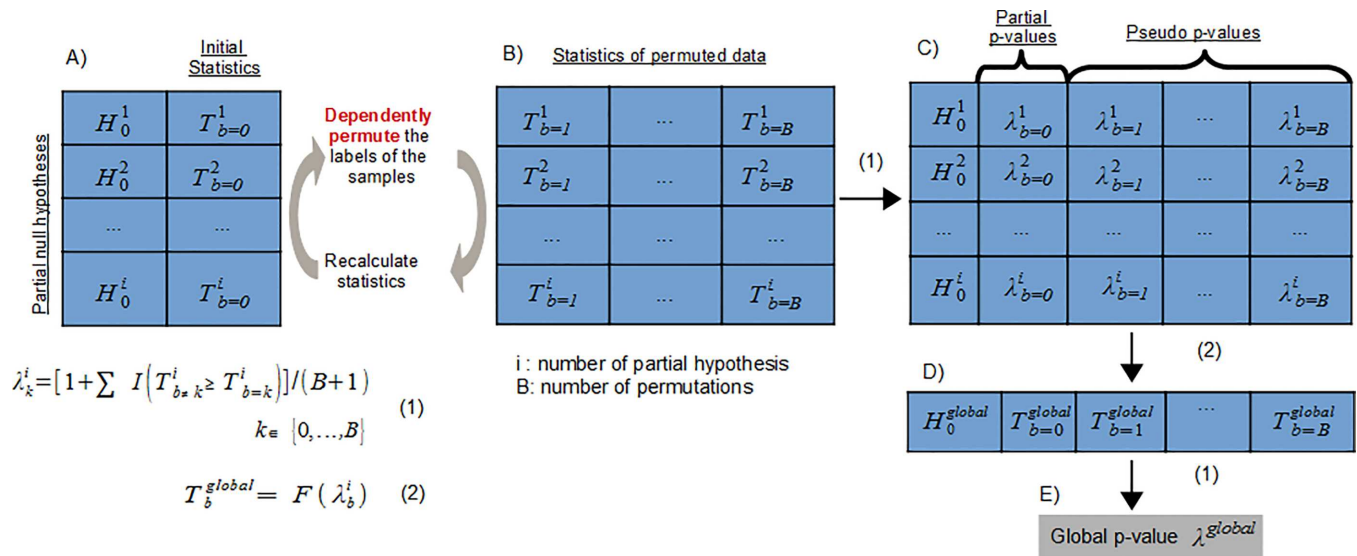 A)
Initial
Statistics
Partial null hypotheses
H_0^1 T_{b=0}^1
H_0^2 T_{b=0}^2
...
...
H_0^i T_{b=0}^i
Dependently
permute the
labels of the
samples
Recalculate
statistics
B)
Statistics of permuted data
T_{b=1}^1 ... T_{b=B}^1
T_{b=1}^2 ... T_{b=B}^2
... ... ...
T_{b=1}^i ... T_{b=B}^i
i : number of partial hypothesis
B: number of permutations
(1)
C)
Partial
p-values
Pseudo p-values
H_0^1 λ_{b=0}^1 λ_{b=1}^1 ... λ_{b=B}^1
H_0^2 λ_{b=0}^2 λ_{b=1}^2 ... λ_{b=B}^2
... ... ... ... ...
H_0^i λ_{b=0}^i λ_{b=1}^i ... λ_{b=B}^i
(2)
D)
H_0^{global} T_{b=0}^{global} T_{b=1}^{global} ... T_{b=B}^{global}
(1)
E)
Global p-value λ^{global}
λ_k^i=[1+∑ I(T_{b≠k}^i ≥ T_{b=k}^i)]/(B+1)
(1)
k∈ {0,...,B}
T_b^{global} = F(λ_b^i) (2)